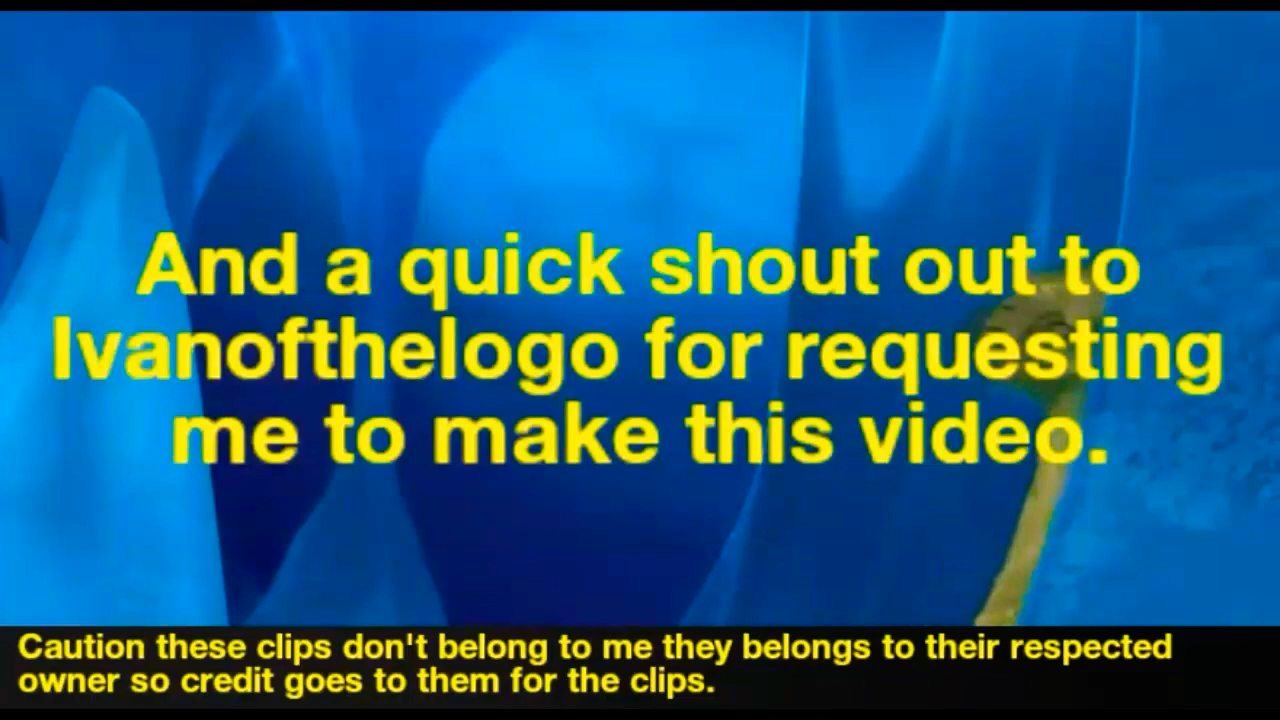 And a quick shout out to
Ivanofthelogo for requesting
me to make this video.
Caution these clips don't belong to me they belongs to their respected
owner so credit goes to them for the clips.